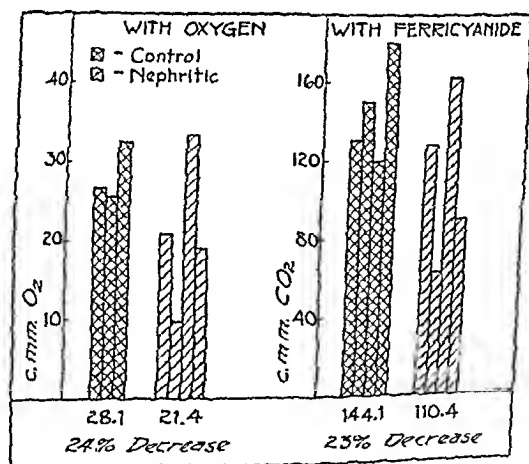 WITH OXYGEN
- Control
- Nephritic
40
30
20
10
c.mm. O2
28.1 21.4
24% Decrease
WITH FERRICYANIDE
160
120
80
40
c.mm. CO2
144.1 110.4
23% Decrease